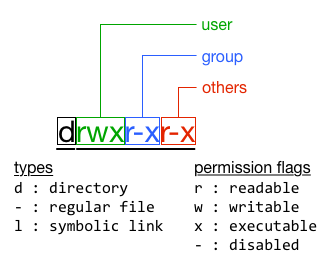 user
group
others
drwxr-xr-x
types
d : directory
- : regular file
l : symbolic link
permission flags
r : readable
w : writable
x : executable
- : disabled